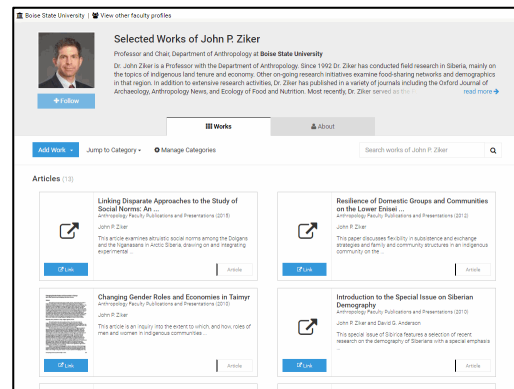 Boise State University | View other faculty profiles
Selected Works of John P. Ziker
Professor and Chair, Department of Anthropology at Boise State University
Dr. John Ziker is a Professor with the Department of Anthropology. Since 1992 Dr. Ziker has conducted field research in Siberia, mainly on
the topics of indigenous land tenure and economy. Other on-going research initiatives examine food-sharing networks and demographics
in that region. In addition to extensive research activities, Dr. Ziker has published in a variety of journals including the Oxford Journal of
Archaeology, Anthropology News, and Ecology of Food and Nutrition. Most recently, Dr. Ziker served as the
read more
+ Follow
Works
About
Add Work
Jump to Category
Manage Categories
Search works of John P. Ziker
Articles (13)
Linking Disparate Approaches to the Study of
Social Norms: An ...
Anthropology Faculty Publications and Presentations (2015)
John P. Ziker
This article examines altruistic social norms among the Dolgans
and the Nganasans in Arctic Siberia, drawing on and integrating
experimental ...
Link
Article
Resilience of Domestic Groups and Communities
on the Lower Enisei ...
Anthropology Faculty Publications and Presentations (2012)
John P. Ziker
This paper discusses flexibility in subsistence and exchange
strategies and family and community structures in an indigenous
community on the ...
Link
Article
Changing Gender Roles and Economies in Taimyr
Anthropology Faculty Publications and Presentations (2010)
John P. Ziker
This article is an inquiry into the extent to which, and how, roles of
men and women in indigenous communities ...
Link
Article
Introduction to the Special Issue on Siberian
Demography
Anthropology Faculty Publications and Presentations (2010)
John P. Ziker and David G. Anderson
This special issue of Sibirica features a selection of recent
research on the demography of Siberians with a special emphasis
...
Link
Article